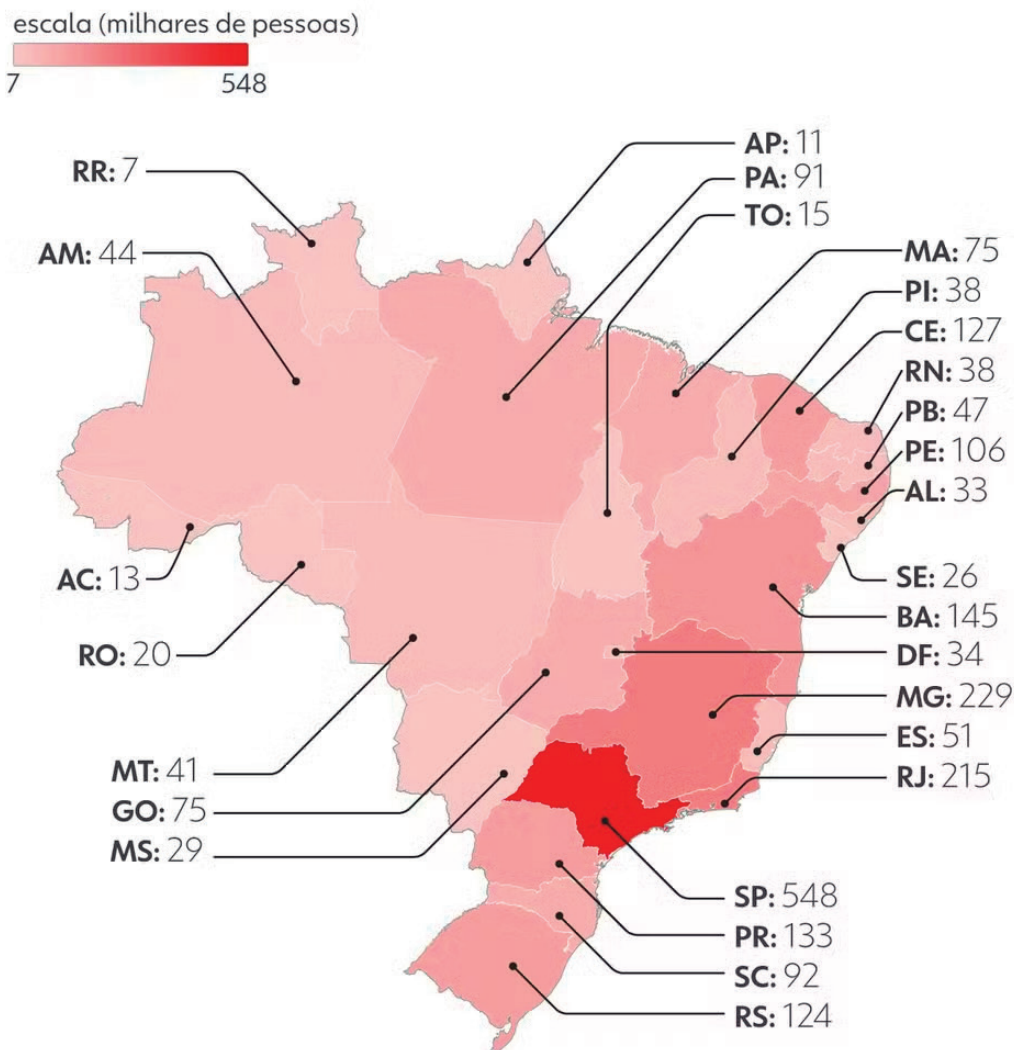 escala (milhares de pessoas)
7 548
AP: 11
RR: 7
PA: 91
TO: 15
AM: 44
MA: 75
PI: 38
CE: 127
RN: 38
PB: 47
PE: 106
AL: 33
AC: 13
SE: 26
BA: 145
RO: 20
DF: 34
MG: 229
ES: 51
MT: 41
RJ: 215
GO: 75
MS: 29
SP: 548
PR: 133
SC: 92
RS: 124